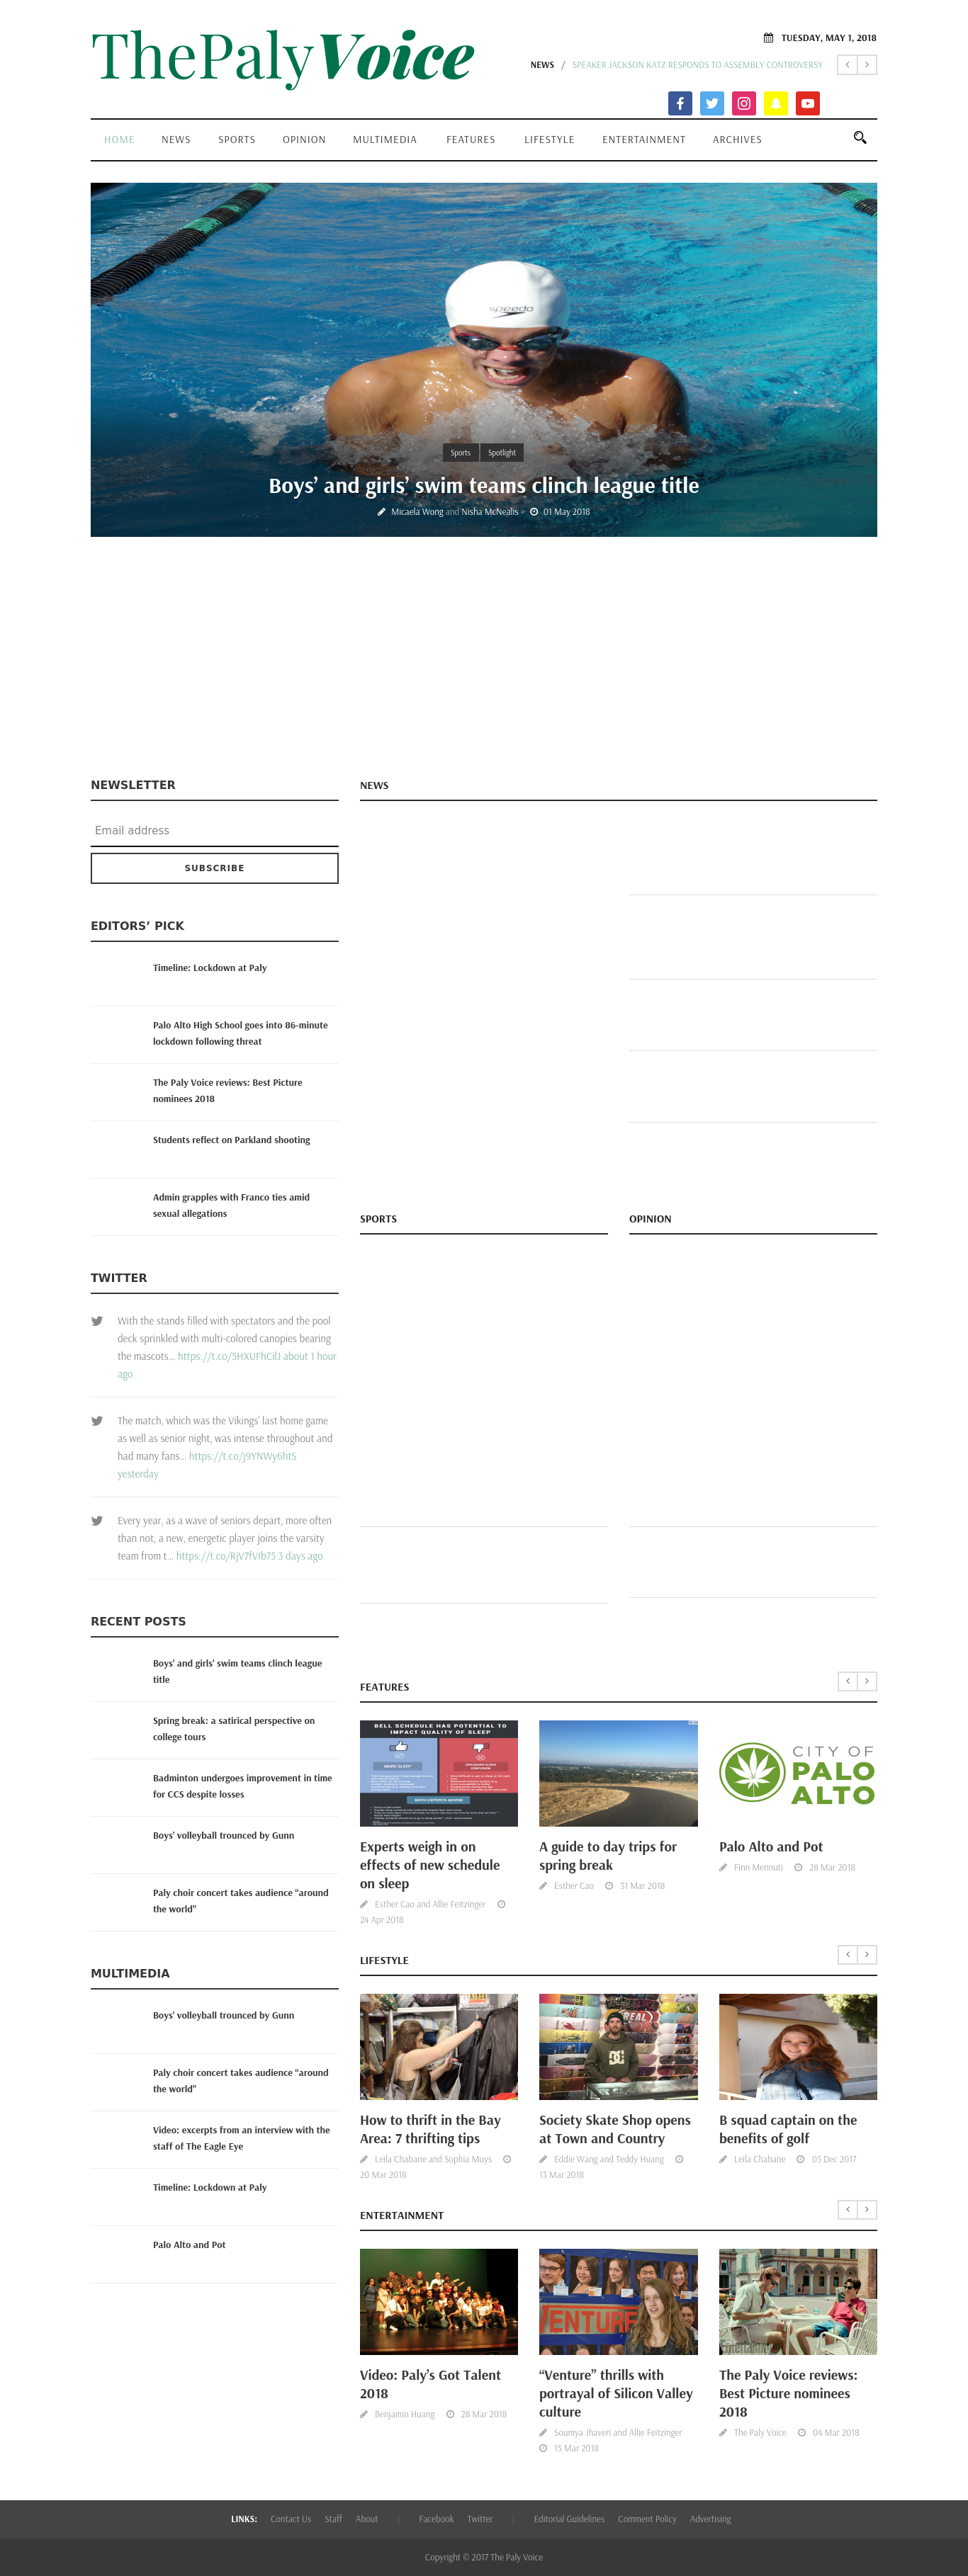 ThePalyVoice
TUESDAY, MAY 1, 2018
NEWS / SPEAKER JACKSON KATZ RESPONDS TO ASSEMBLY CONTROVERSY
HOME NEWS SPORTS OPINION MULTIMEDIA FEATURES LIFESTYLE ENTERTAINMENT ARCHIVES
speedo
Sports Spotlight
Boys’ and girls’ swim teams clinch league title
Micaela Wong and Nisha McNealis 01 May 2018
NEWSLETTER
Email address
SUBSCRIBE
EDITORS’ PICK
Timeline: Lockdown at Paly
Palo Alto High School goes into 86-minute
lockdown following threat
The Paly Voice reviews: Best Picture
nominees 2018
Students reflect on Parkland shooting
Admin grapples with Franco ties amid
sexual allegations
TWITTER
With the stands filled with spectators and the pool
deck sprinkled with multi-colored canopies bearing
the mascots... https://t.co/5HXUFhCilJ about 1 hour
ago
The match, which was the Vikings' last home game
as well as senior night, was intense throughout and
had many fans... https://t.co/j9YNWy6htS
yesterday
Every year, as a wave of seniors depart, more often
than not, a new, energetic player joins the varsity
team from t... https://t.co/RjV7fVIb75 3 days ago
RECENT POSTS
Boys’ and girls’ swim teams clinch league
title
Spring break: a satirical perspective on
college tours
Badminton undergoes improvement in time
for CCS despite losses
Boys’ volleyball trounced by Gunn
Paly choir concert takes audience “around
the world”
MULTIMEDIA
Boys’ volleyball trounced by Gunn
Paly choir concert takes audience “around
the world”
Video: excerpts from an interview with the
staff of The Eagle Eye
Timeline: Lockdown at Paly
Palo Alto and Pot
NEWS
SPORTS
OPINION
FEATURES
BELL SCHEDULE HAS POTENTIAL TO
IMPACT QUALITY OF SLEEP
MORE SLEEP
BOTH EXPERTS ADVISE
Experts weigh in on
effects of new schedule
on sleep
Esther Cao and Allie Feitzinger
24 Apr 2018
A guide to day trips for
spring break
Esther Cao 31 Mar 2018
CITY OF
PALO
ALTO
Palo Alto and Pot
Finn Mennuti 28 Mar 2018
LIFESTYLE
How to thrift in the Bay
Area: 7 thrifting tips
Leila Chabane and Sophia Muys
20 Mar 2018
REAL
DC
Society Skate Shop opens
at Town and Country
Eddie Wang and Teddy Huang
13 Mar 2018
B squad captain on the
benefits of golf
Leila Chabane 05 Dec 2017
ENTERTAINMENT
Video: Paly’s Got Talent
2018
Benjamin Huang 28 Mar 2018
VENTURE
“Venture” thrills with
portrayal of Silicon Valley
culture
Soumya Jhaveri and Allie Feitzinger
15 Mar 2018
The Paly Voice reviews:
Best Picture nominees
2018
The Paly Voice 04 Mar 2018
LINKS: Contact Us Staff About Facebook Twitter Editorial Guidelines Comment Policy Advertising
Copyright © 2017 The Paly Voice